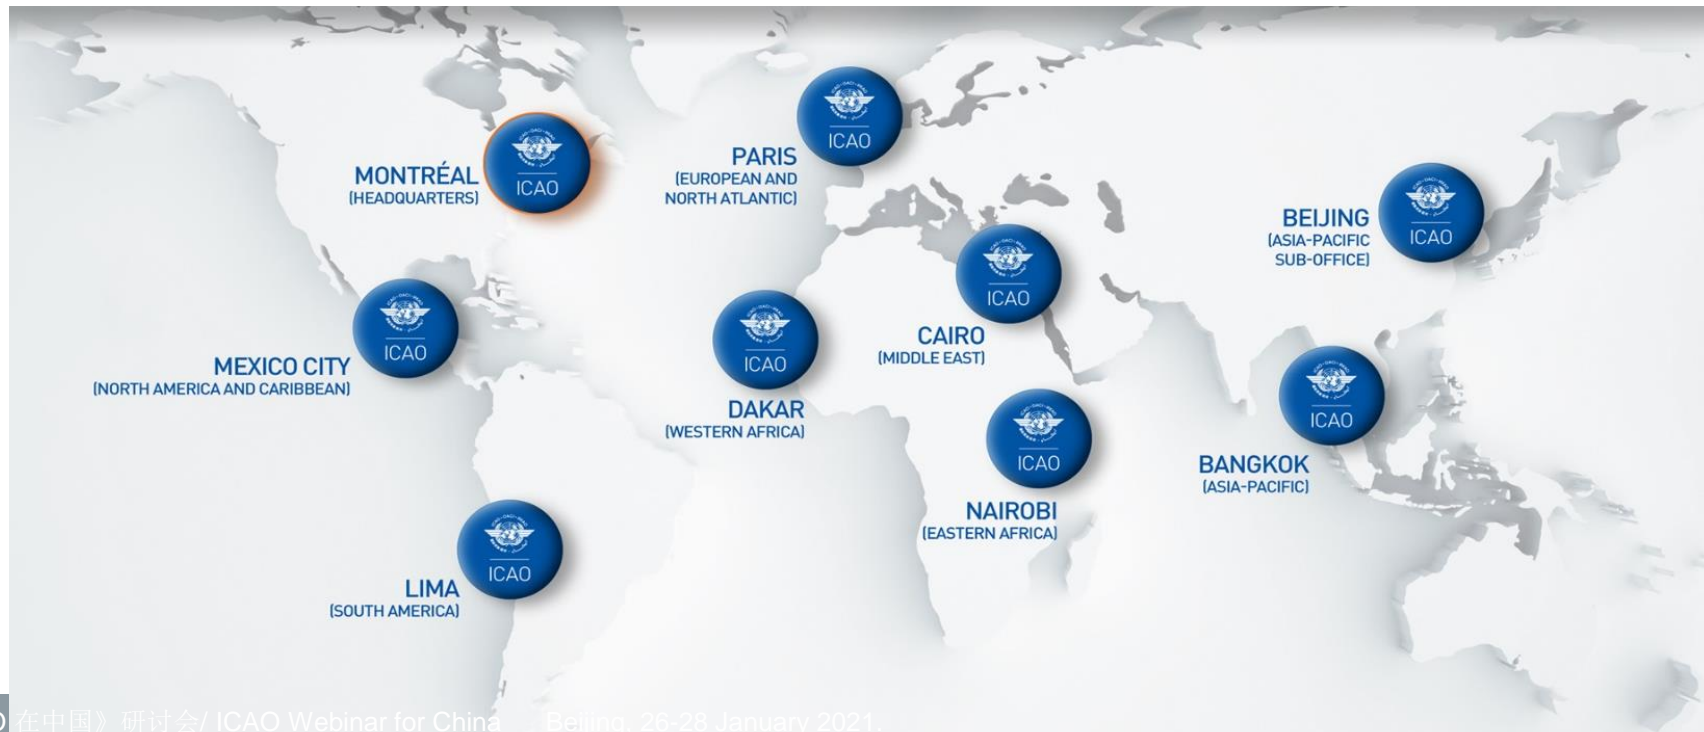 ICAO
MONTRÉAL
(HEADQUARTERS)
ICAO
PARIS
(EUROPEAN AND
NORTH ATLANTIC)
ICAO
BEIJING
(ASIA-PACIFIC
SUB-OFFICE)
ICAO
MEXICO CITY
(NORTH AMERICA AND CARIBBEAN)
ICAO
DAKAR
(WESTERN AFRICA)
ICAO
CAIRO
(MIDDLE EAST)
ICAO
NAIROBI
(EASTERN AFRICA)
ICAO
BANGKOK
(ASIA-PACIFIC)
ICAO
LIMA
(SOUTH AMERICA)
在中国》研讨会/ ICAO Webinar for China Beijing, 26-28 January 2021.